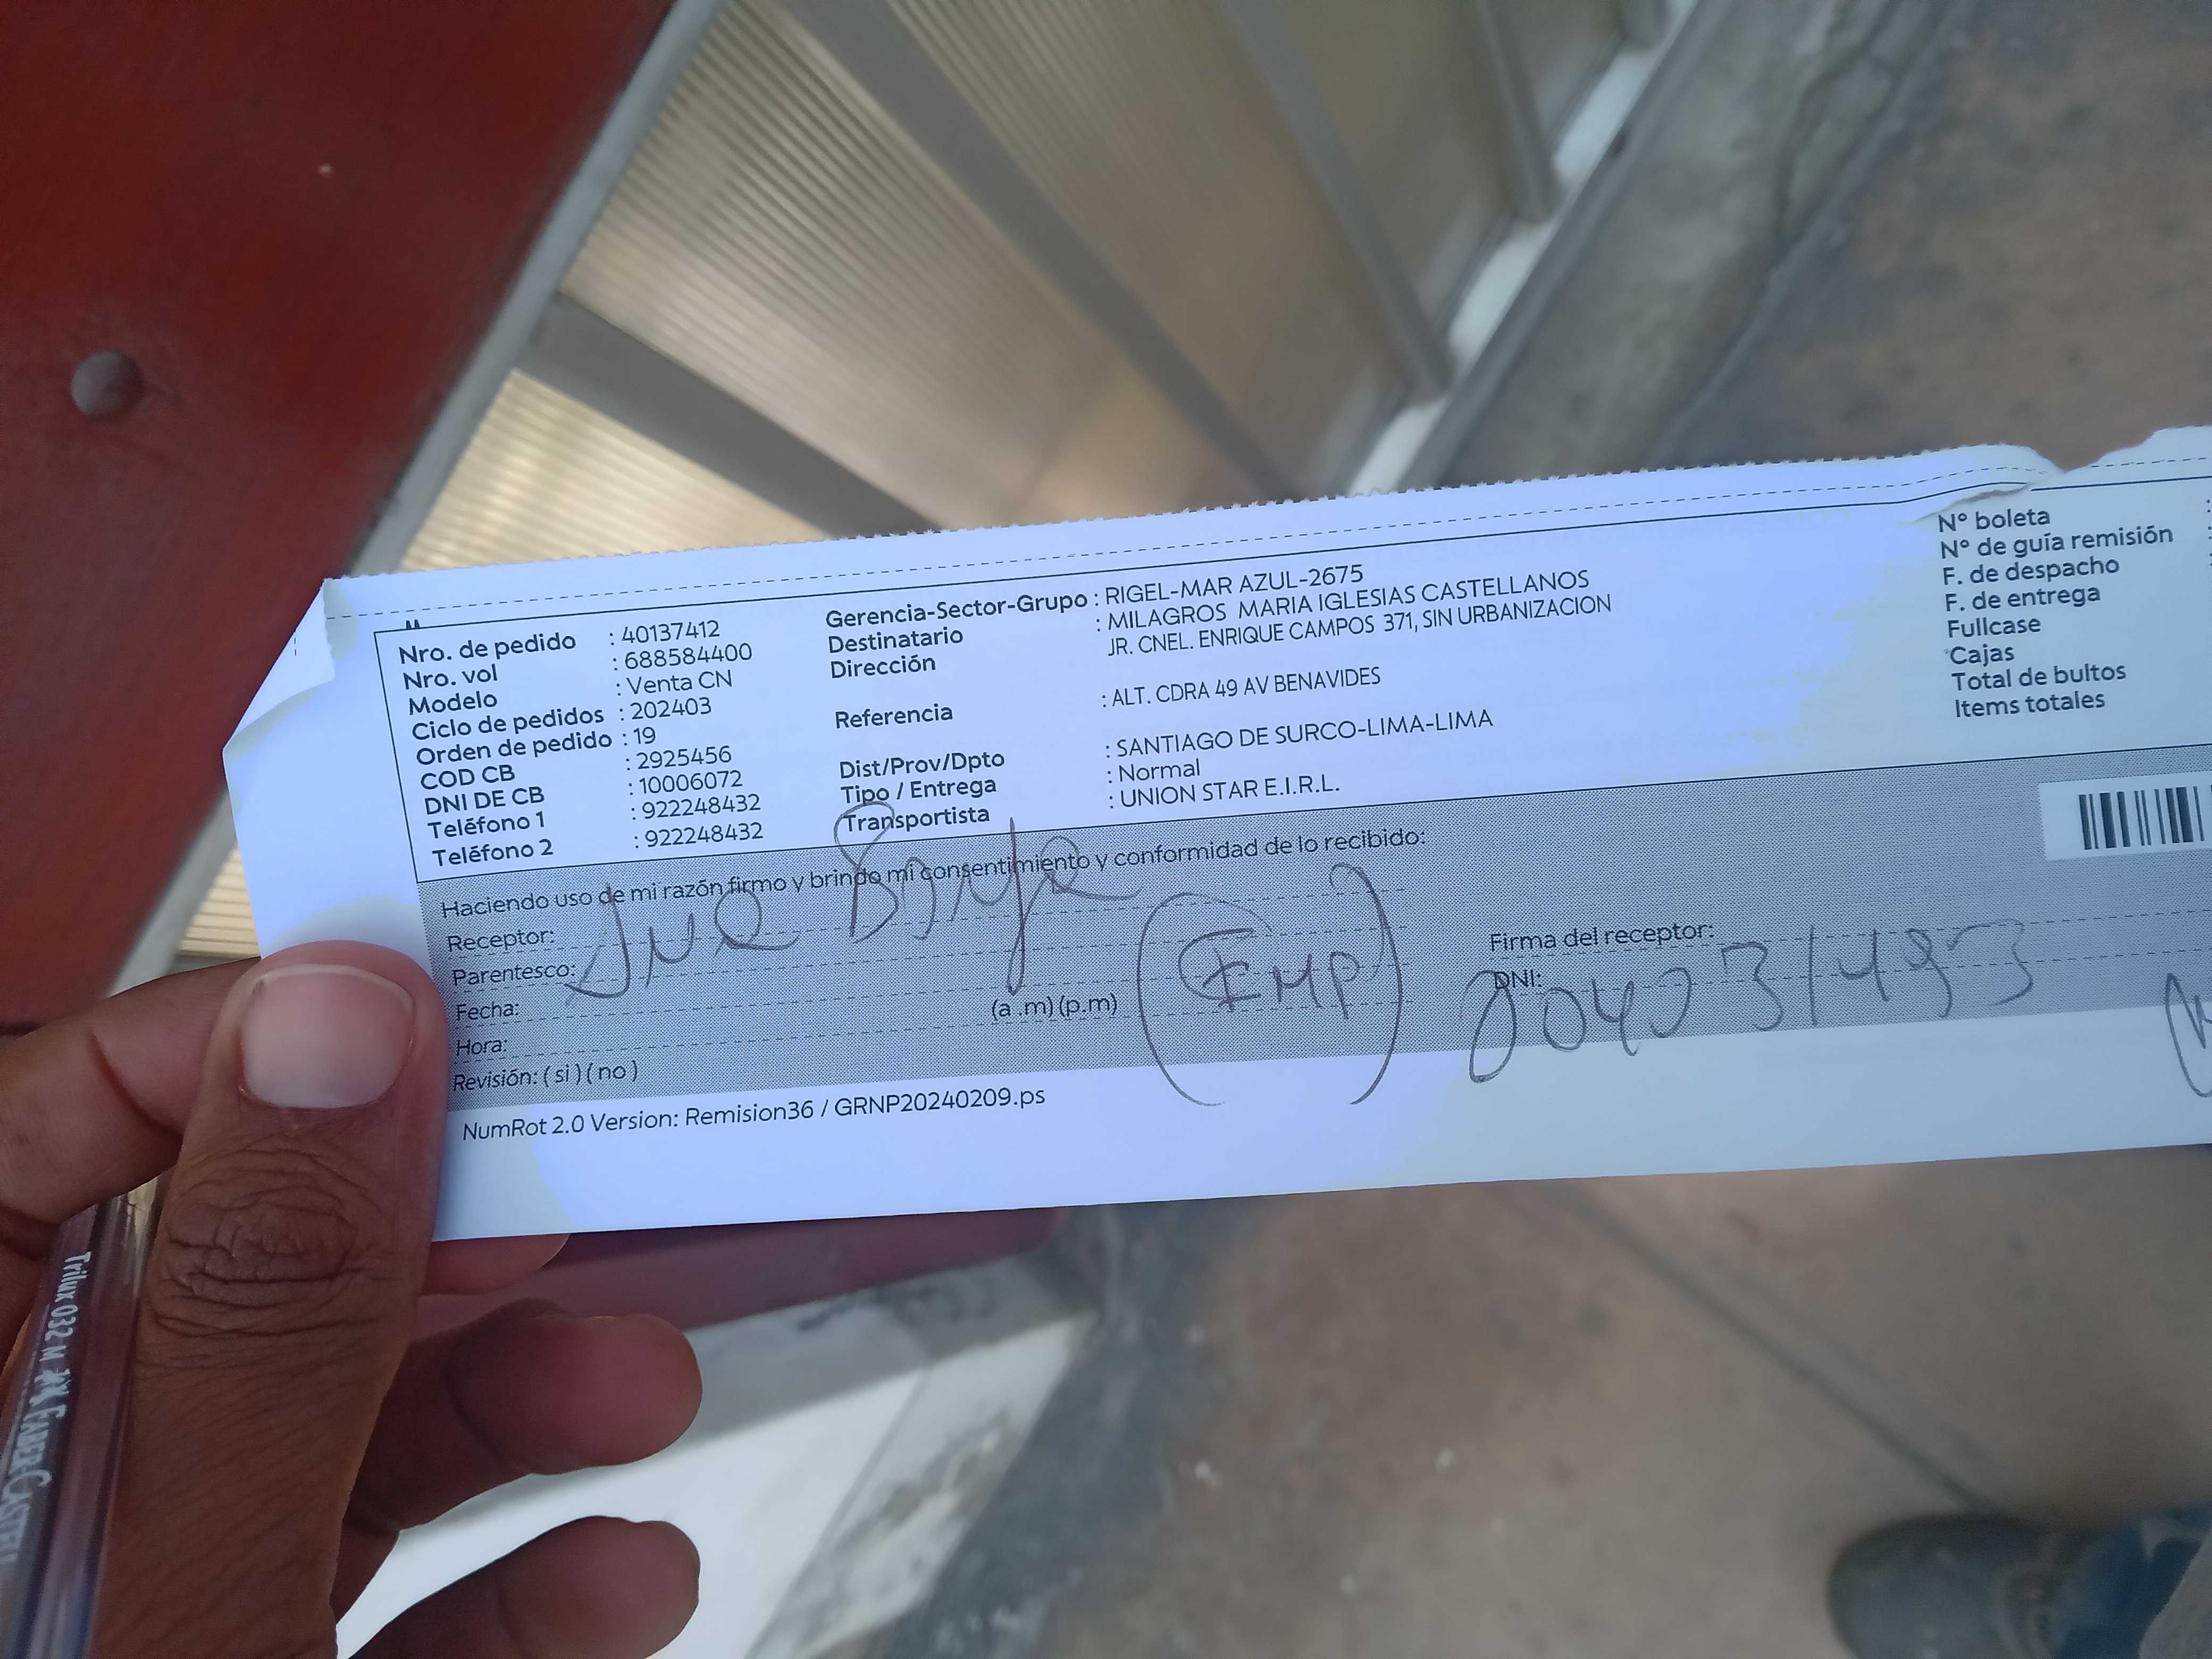 Nro. de pedido : 40137412
Nro. vol : 688584400
Modelo : Venta CN
Ciclo de pedidos : 202403
Orden de pedido : 19
COD CB : 2925456
DNI DE CB : 10006072
Teléfono 1 : 922248432
Teléfono 2 : 922248432
Gerencia-Sector-Grupo : RIGEL-MAR AZUL-2675
Destinatario : MILAGROS MARIA IGLESIAS CASTELLANOS
Dirección JR. CNEL. ENRIQUE CAMPOS 371, SIN URBANIZACION
Referencia : ALT. CDRA 49 AV BENAVIDES
Dist/Prov/Dpto : SANTIAGO DE SURCO-LIMA-LIMA
Tipo / Entrega : Normal
Transportista : UNION STAR E.I.R.L.
N° boleta :
N° de guía remisión
F. de despacho
F. de entrega
Fullcase
Cajas
Total de bultos
Items totales
Haciendo uso de mi razón firmo y brindo mi consentimiento y conformidad de lo recibido:
Receptor:
Parentesco:
Fecha:
(a .m) (p.m)
Hora:
Revisión: ( si ) ( no )
(EMP)
Firma del receptor:
DNI:
NumRot 2.0 Version: Remision36 / GRNP20240209.ps
Trilux 032 M FABER-CASTELL